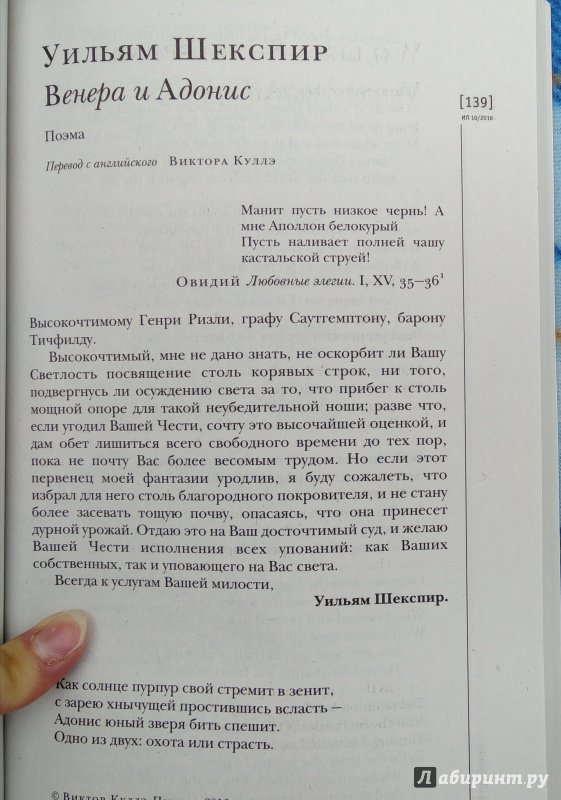 Уильям Шекспир
Венера и Адонис
[139]
ИЛ 10/2016
Поэма
Перевод с английского Виктора Куллэ
Манит пусть низкое чернь! А
мне Аполлон белокурый
Пусть наливает полней чашу
кастальской струей!
Овидий Любовные элегии. I, XV, 35–36¹
Высокочтимому Генри Ризли, графу Саутгемптону, барону
Тичфилду.
Высокочтимый, мне не дано знать, не оскорбит ли Вашу
Светлость посвящение столь корявых строк, ни того,
подвергнусь ли осуждению света за то, что прибег к столь
мощной опоре для такой неубедительной ноши; разве что,
если угодил Вашей Чести, сочту это высочайшей оценкой, и
дам обет лишиться всего свободного времени до тех пор,
пока не почту Вас более весомым трудом. Но если этот
первенец моей фантазии уродлив, я буду сожалеть, что
избрал для него столь благородного покровителя, и не стану
более засевать тощую почву, опасаясь, что она принесет
дурной урожай. Отдаю это на Ваш досточтимый суд, и желаю
Вашей Чести исполнения всех упований: как Ваших
собственных, так и уповающего на Вас света.
Всегда к услугам Вашей милости,
Уильям Шекспир.
Как солнце пурпур свой стремит в зенит,
с зарею хнычущей простившись всласть —
Адонис юный зверя бить спешит.
Одно из двух: охота или страсть.
© Виктор Куллэ.
Лабиринт.ру